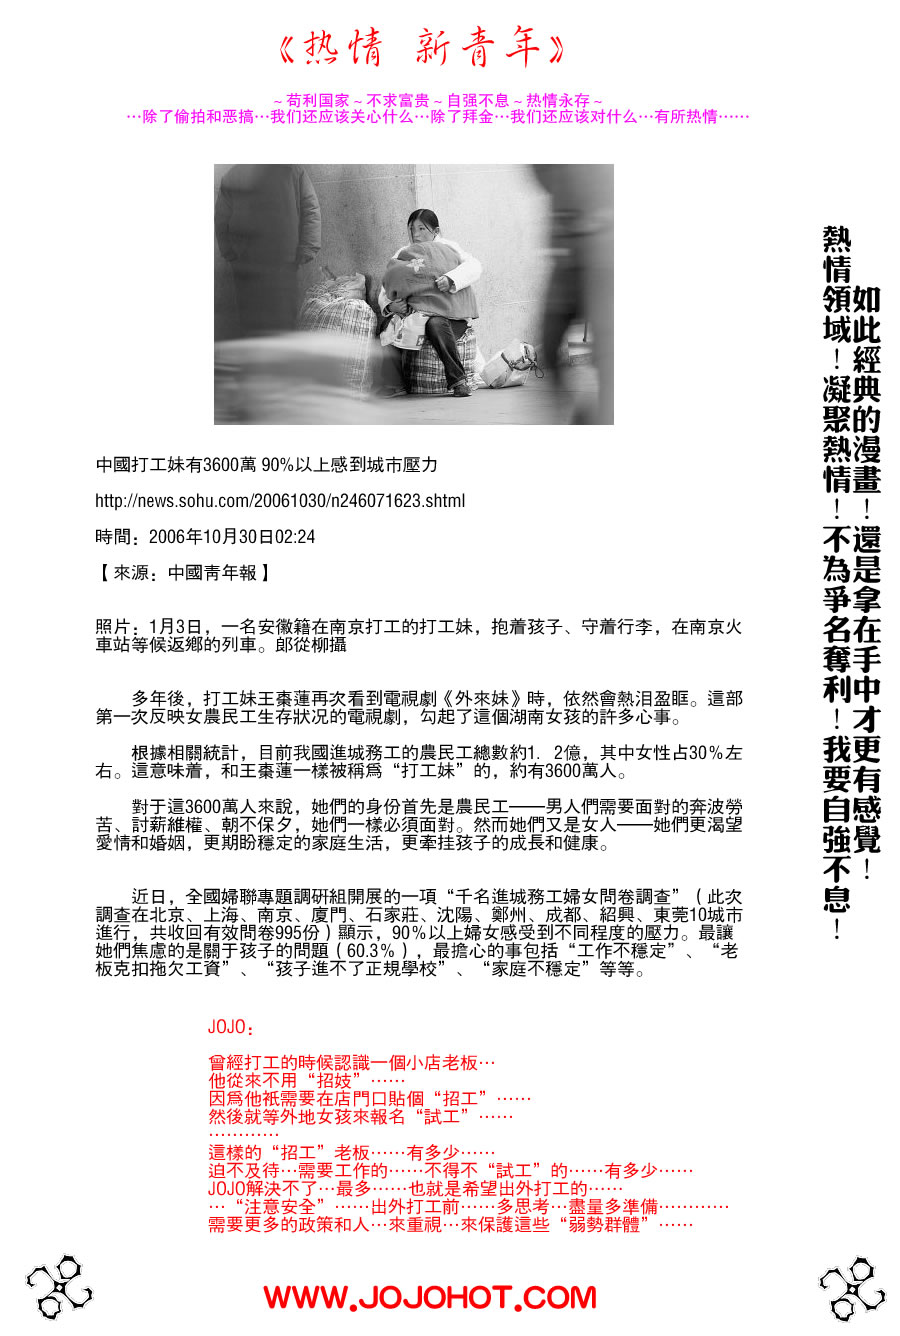 《热情 新青年》
~苟利国家~不求富贵~自强不息~热情永存~
…除了偷拍和恶搞…我们还应该关心什么…除了拜金…我们还应该对什么…有所热情……
中國打工妹有3600萬 90%以上感到城市壓力
http://news.sohu.com/20061030/n246071623.shtml
時間：2006年10月30日02:24
【來源：中國靑年報】
照片：1月3日，一名安徽籍在南京打工的打工妹，抱着孩子、守着行李，在南京火
車站等候返鄉的列車。郎從柳攝
多年後，打工妹王棗蓮再次看到電視劇《外來妹》時，依然會熱泪盈眶。這部
第一次反映女農民工生存狀况的電視劇，勾起了這個湖南女孩的許多心事。
根據相關統計，目前我國進城務工的農民工總數約1．2億，其中女性占30%左
右。這意味着，和王棗蓮一樣被稱爲“打工妹”的，約有3600萬人。
對于這3600萬人來說，她們的身份首先是農民工——男人們需要面對的奔波勞
苦、討薪維權、朝不保夕，她們一樣必須面對。然而她們又是女人——她們更渴望
愛情和婚姻，更期盼穩定的家庭生活，更牽挂孩子的成長和健康。
近日，全國婦聯專題調研組開展的一項“千名進城務工婦女問卷調查”（此次
調查在北京、上海、南京、廈門、石家莊、沈陽、鄭州、成都、紹興、東莞10城市
進行，共收回有效問卷995份）顯示，90%以上婦女感受到不同程度的壓力。最讓
她們焦慮的是關于孩子的問題（60.3%），最擔心的事包括“工作不穩定”、“老
板克扣拖欠工資”、“孩子進不了正規學校”、“家庭不穩定”等等。
JOJO：
曾經打工的時候認識一個小店老板…
他從來不用“招妓”……
因爲他衹需要在店門口貼個“招工”……
然後就等外地女孩來報名“試工”……
…………
這樣的“招工”老板……有多少……
迫不及待…需要工作的……不得不“試工”的……有多少……
JOJO解決不了…最多……也就是希望出外打工的……
…“注意安全”……出外打工前……多思考…盡量多準備…………
需要更多的政策和人…來重視…來保護這些“弱勢群體”……
如此經典的漫畫！還是拿在手中才更有感覺！
熱情領域！凝聚熱情！不為爭名奪利！我要自強不息！
WWW.JOJOHOT.COM